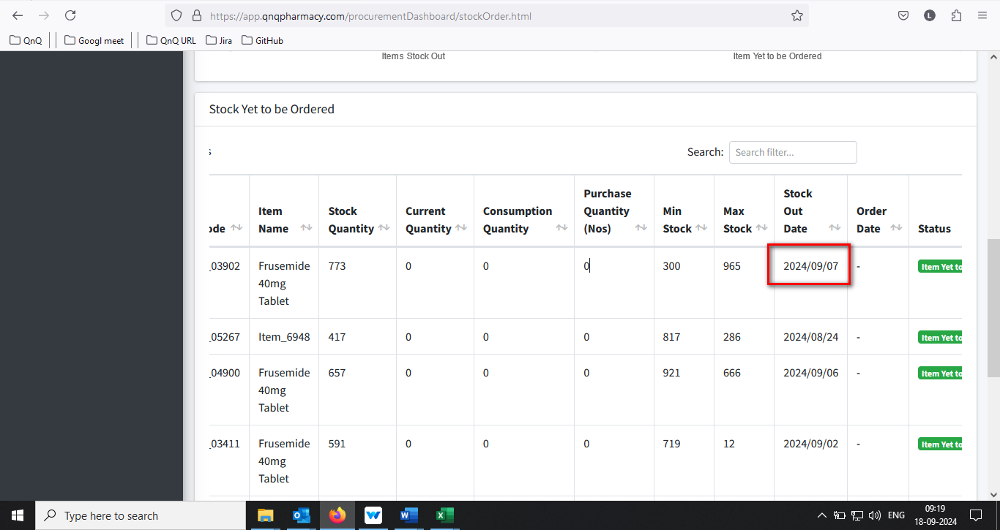 https://app.qnqpharmacy.com/procurementDashboard/stockOrder.html
L
QnQ
Googl meet
QnQ URL
Jira
GitHub
Items Stock Out
Item Yet to be Ordered
Stock Yet to be Ordered
s
Search:
Search filter...
ode
Item
Name
Stock
Quantity
Current
Quantity
Consumption
Quantity
Purchase
Quantity
(Nos)
Min
Stock
Max
Stock
Stock
Out
Date
Order
Date
Status
_03902
Frusemide
40mg
Tablet
773
0
0
0
300
965
2024/09/07
-
Item Yet to
_05267
Item_6948
417
0
0
0
817
286
2024/08/24
-
Item Yet to
_04900
Frusemide
40mg
Tablet
657
0
0
0
921
666
2024/09/06
-
Item Yet to
_03411
Frusemide
40mg
Tablet
591
0
0
0
719
12
2024/09/02
-
Item Yet to
Type here to search
ENG
09:19
18-09-2024